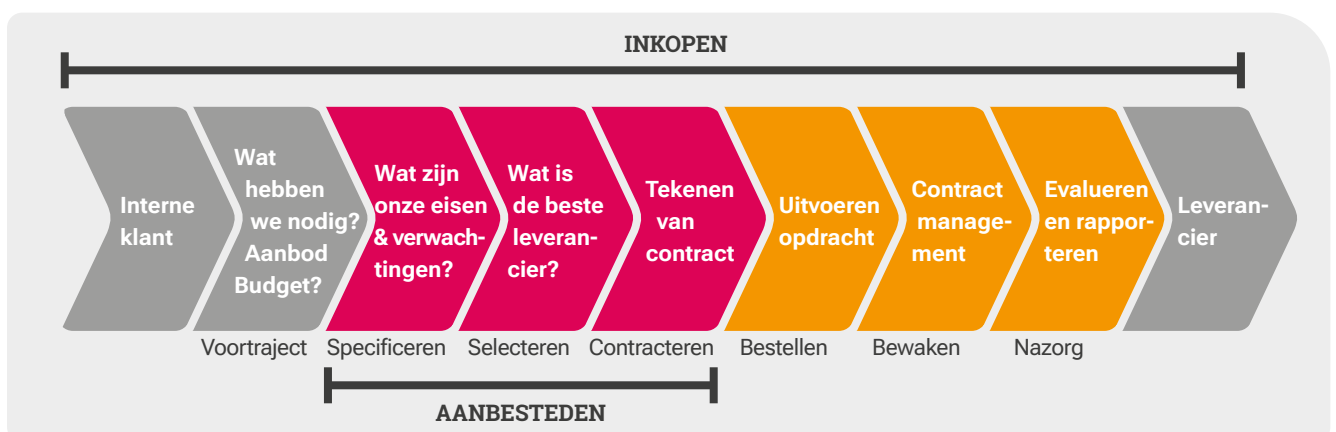 INKOPEN
Interne
klant
Wat
hebben
we nodig?
Aanbod
Budget?
Wat zijn
onze eisen
& verwach-
tingen?
Wat is
de beste
leveran-
cier?
Tekenen
van
contract
Uitvoeren
opdracht
Contract
manage-
ment
Evalueren
en rappor-
teren
Leveran-
cier
Voortraject
Specificeren
Selecteren
Contracteren
Bestellen
Bewaken
Nazorg
AANBESTEDEN